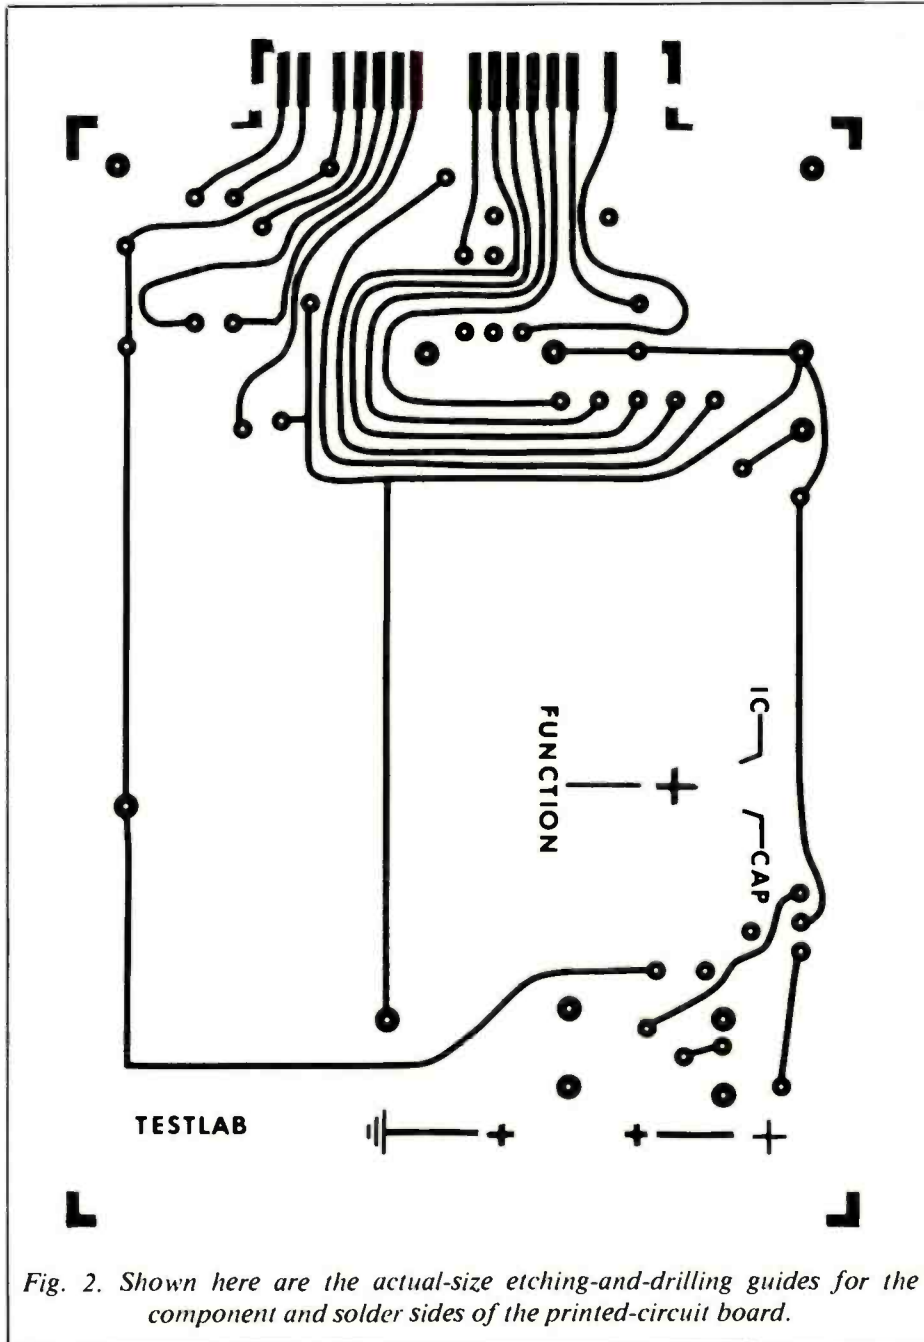 IC
FUNCTION
CAP
TESTLAB
Fig. 2. Shown here are the actual-size etching-and-drilling guides for the
component and solder sides of the printed-circuit board.